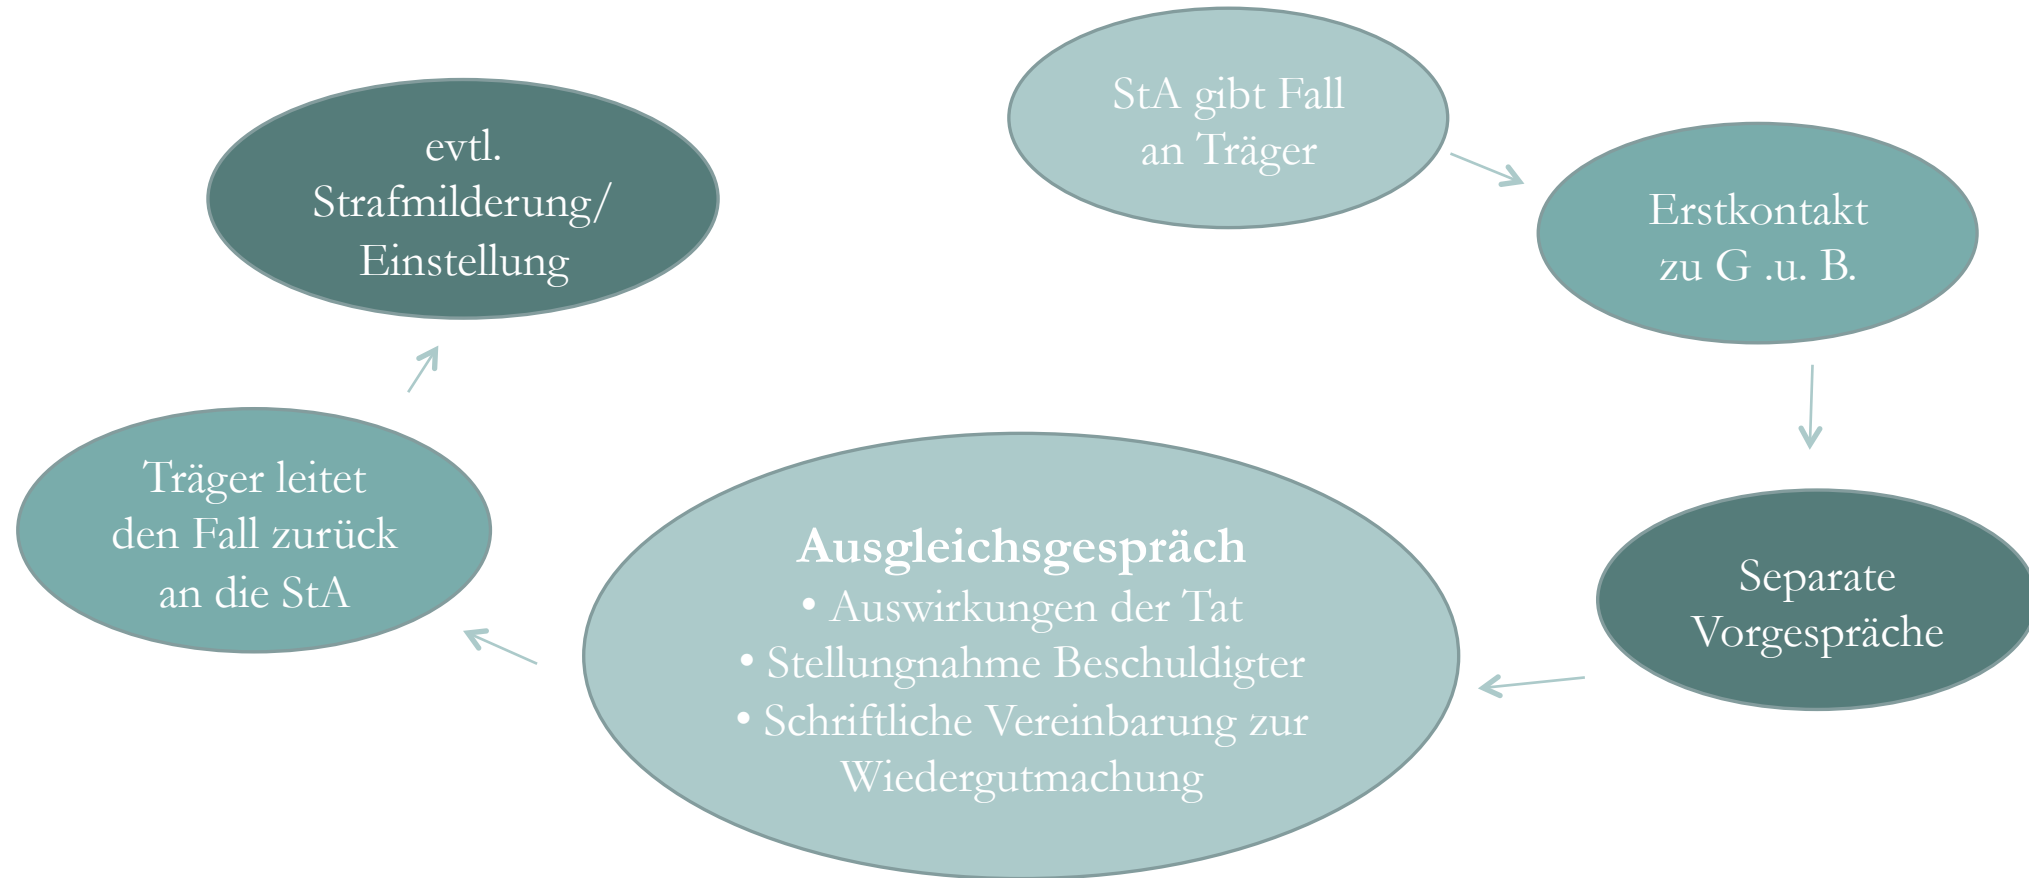 StA gibt Fall
an Träger
Erstkontakt
zu G .u. B.
Separate
Vorgespräche
Ausgleichsgespräch
• Auswirkungen der Tat
• Stellungnahme Beschuldigter
• Schriftliche Vereinbarung zur
Wiedergutmachung
Träger leitet
den Fall zurück
an die StA
evtl.
Strafmilderung/
Einstellung